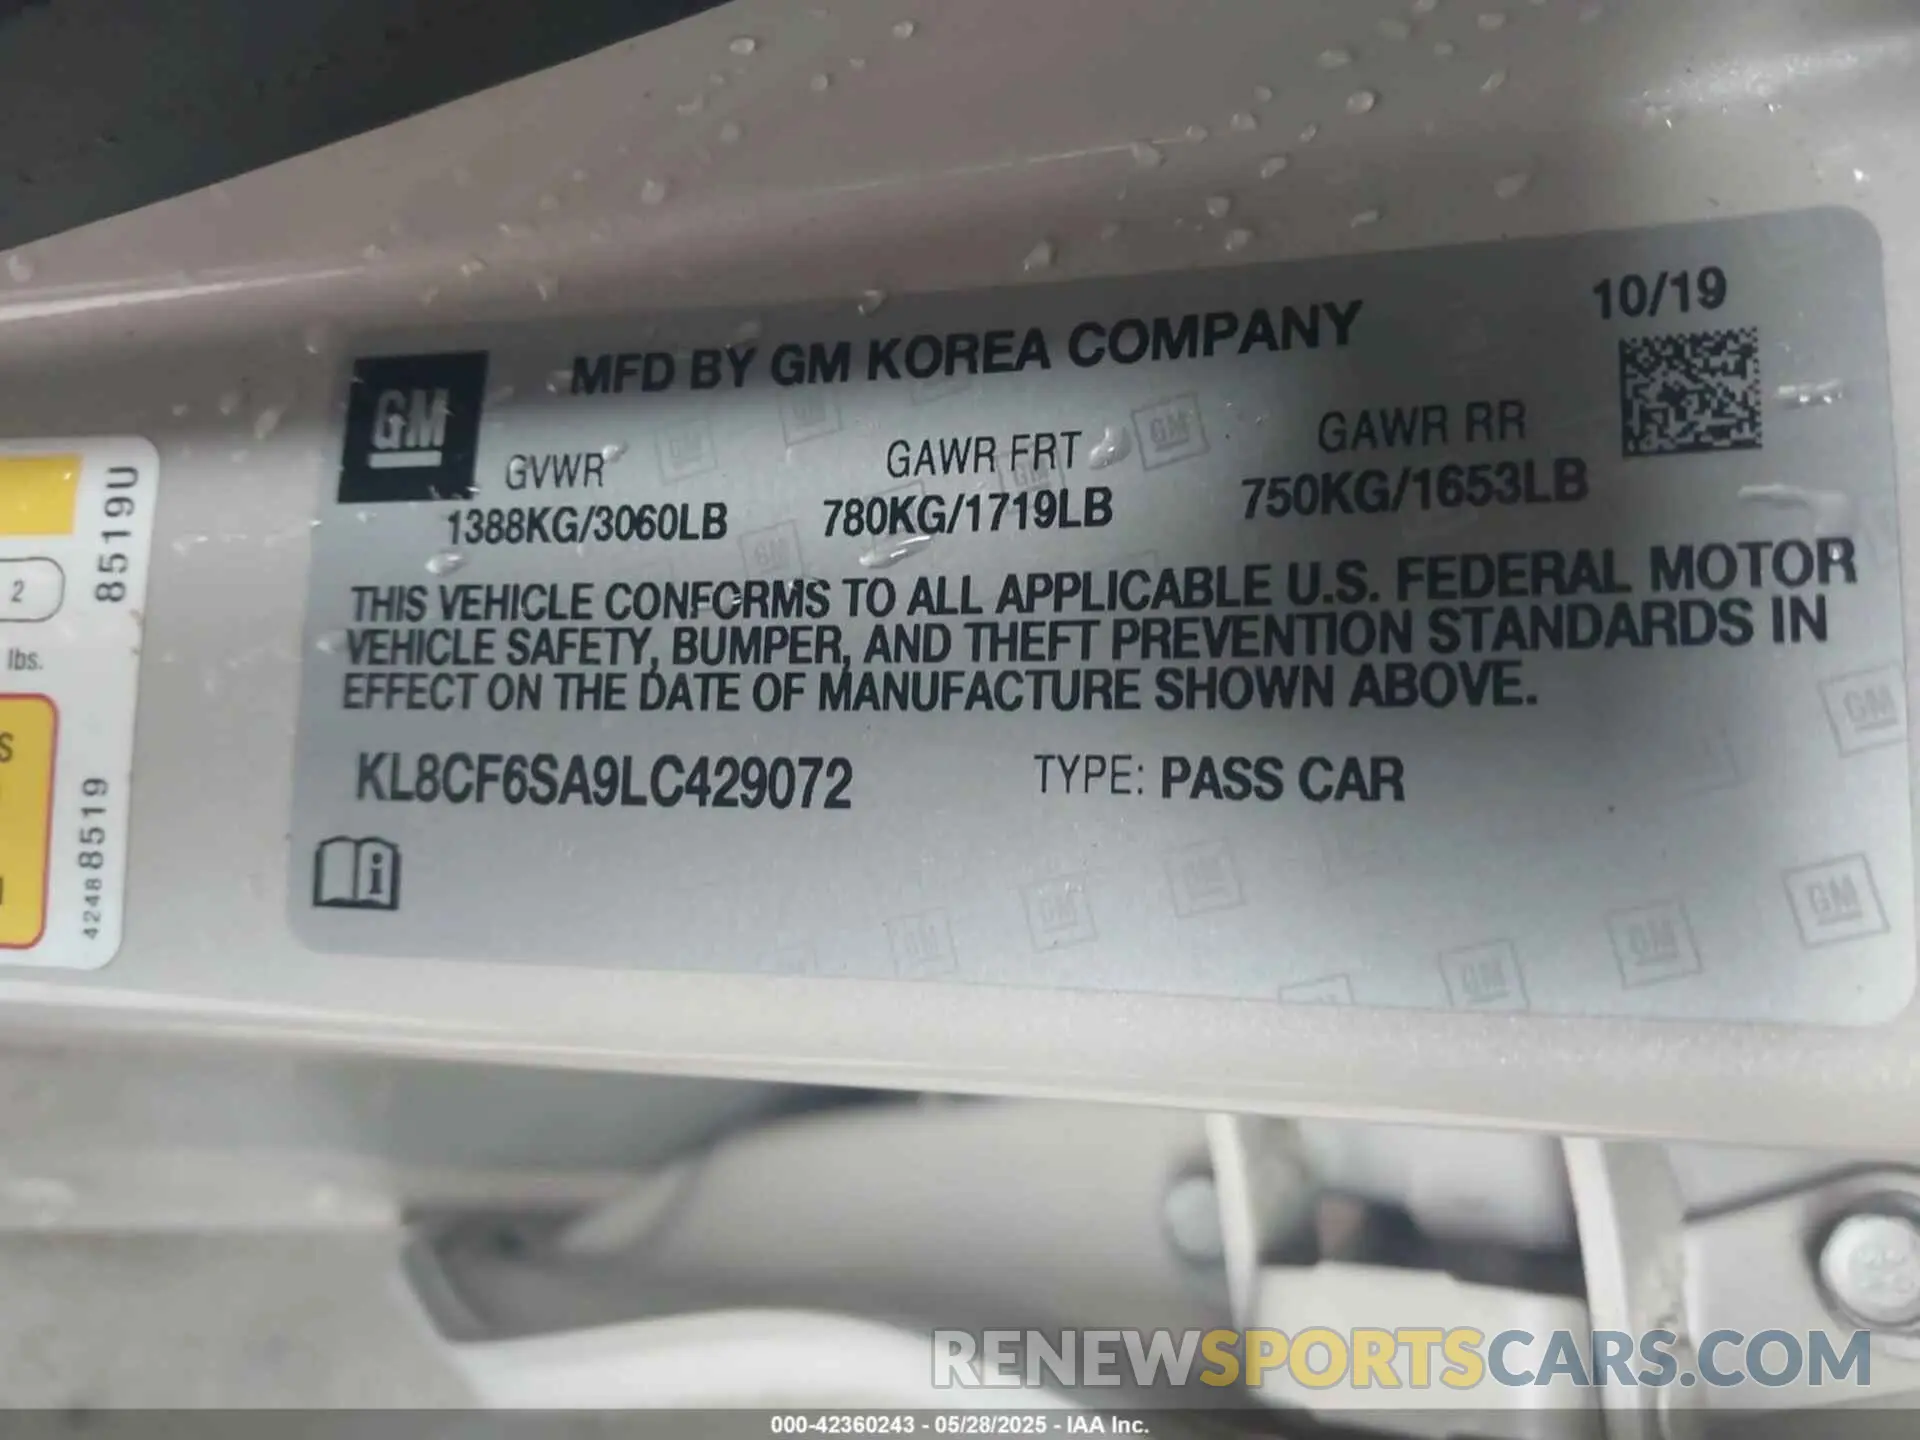 10/19
MFD BY GM KOREA COMPANY
GM
GVWR GAWR FRT GAWR RR
1388KG/3060LB 780KG/1719LB 750KG/1653LB
THIS VEHICLE CONFORMS TO ALL APPLICABLE U.S. FEDERAL MOTOR
VEHICLE SAFETY, BUMPER, AND THEFT PREVENTION STANDARDS IN
EFFECT ON THE DATE OF MANUFACTURE SHOWN ABOVE.
KL8CF6SA9LC429072 TYPE: PASS CAR
i
8519U
2
lbs.
S
42488519
RENEWSPORTSCARS.COM
000-42360243 - 05/28/2025 - IAA Inc.